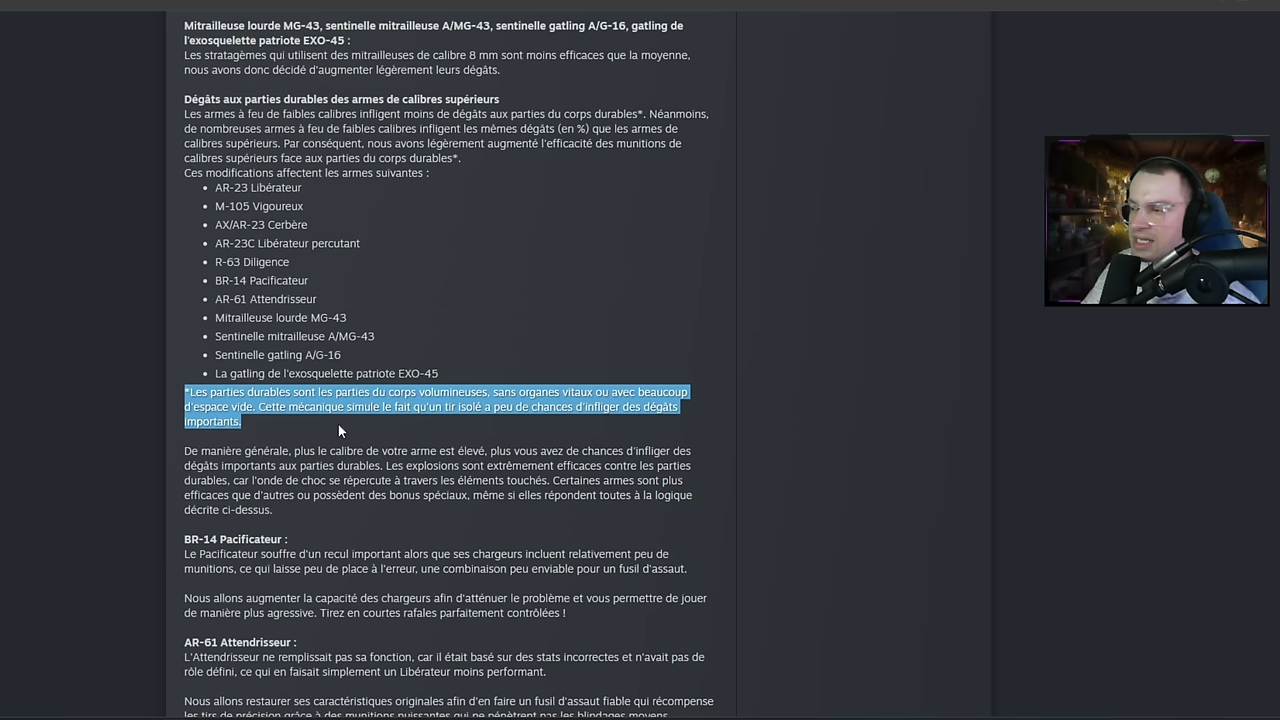 Mitrailleuse lourde MG-43, sentinelle mitrailleuse A/MG-43, sentinelle gatling A/G-16, gatling de
l'exosquelette patriote EXO-45 :
Les stratagèmes qui utilisent des mitrailleuses de calibre 8 mm sont moins efficaces que la moyenne,
nous avons donc décidé d'augmenter légèrement leurs dégâts.
Dégâts aux parties durables des armes de calibres supérieurs
Les armes à feu de faibles calibres infligent moins de dégâts aux parties du corps durables*. Néanmoins,
de nombreuses armes à feu de faibles calibres infligent les mêmes dégâts (en %) que les armes de
calibres supérieurs. Par conséquent, nous avons légèrement augmenté l'efficacité des munitions de
calibres supérieurs face aux parties du corps durables*.
Ces modifications affectent les armes suivantes :
• AR-23 Libérateur
• M-105 Vigoureux
• AX/AR-23 Cerbère
• AR-23C Libérateur percutant
• R-63 Diligence
• BR-14 Pacificateur
• AR-61 Attendrisseur
• Mitrailleuse lourde MG-43
• Sentinelle mitrailleuse A/MG-43
• Sentinelle gatling A/G-16
• La gatling de l'exosquelette patriote EXO-45
*Les parties durables sont les parties du corps volumineuses, sans organes vitaux ou avec beaucoup
d'espace vide. Cette mécanique simule le fait qu'un tir isolé a peu de chances d'infliger des dégâts
importants.
De manière générale, plus le calibre de votre arme est élevé, plus vous avez de chances d'infliger des
dégâts importants aux parties durables. Les explosions sont extrêmement efficaces contre les parties
durables, car l'onde de choc se répercute à travers les éléments touchés. Certaines armes sont plus
efficaces que d'autres ou possèdent des bonus spéciaux, même si elles répondent toutes à la logique
décrite ci-dessus.
BR-14 Pacificateur :
Le Pacificateur souffre d'un recul important alors que ses chargeurs incluent relativement peu de
munitions, ce qui laisse peu de place à l'erreur, une combinaison peu enviable pour un fusil d'assaut.
Nous allons augmenter la capacité des chargeurs afin d'atténuer le problème et vous permettre de jouer
de manière plus agressive. Tirez en courtes rafales parfaitement contrôlées !
AR-61 Attendrisseur :
L'Attendrisseur ne remplissait pas sa fonction, car il était basé sur des stats incorrectes et n'avait pas de
rôle défini, ce qui en faisait simplement un Libérateur moins performant.
Nous allons restaurer ses caractéristiques originales afin d'en faire un fusil d'assaut fiable qui récompense
les tirs de précision grâce à des munitions puissantes qui ne pénètrent pas les blindages moyens.